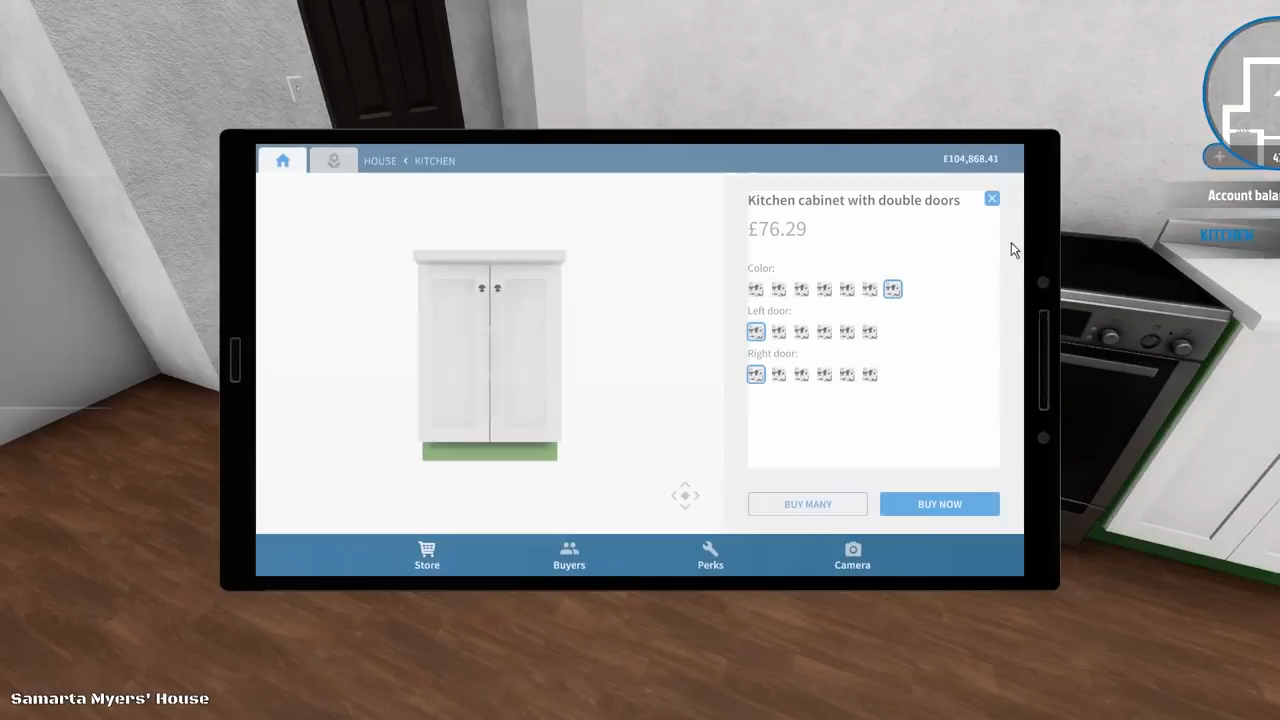 HOUSE < KITCHEN
£104,868.41
Kitchen cabinet with double doors
£76.29
Color:
Left door:
Right door:
BUY MANY
BUY NOW
Store
Buyers
Perks
Camera
Account
KITCHEN
Samarta Myers' House